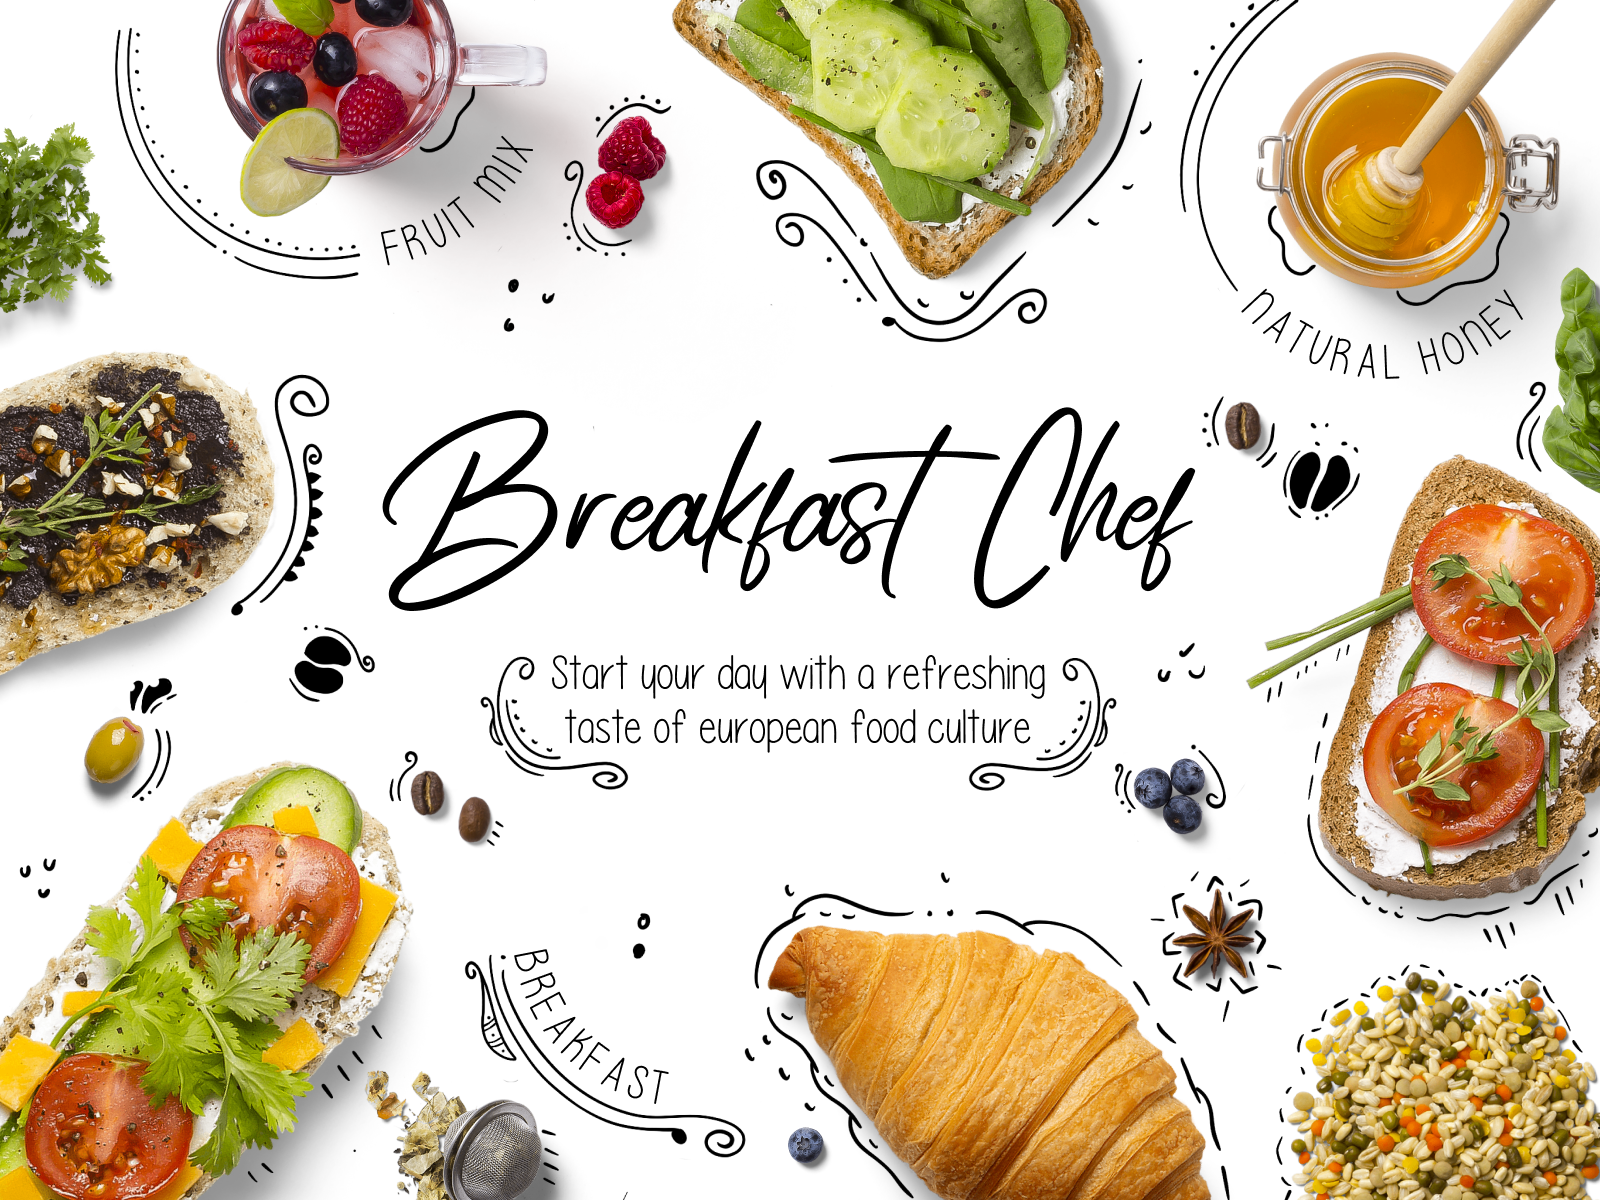 FRUIT MIX
NATURAL HONEY
Breakfast Chef
Start your day with a refreshing
taste of european food culture
BREAKFAST